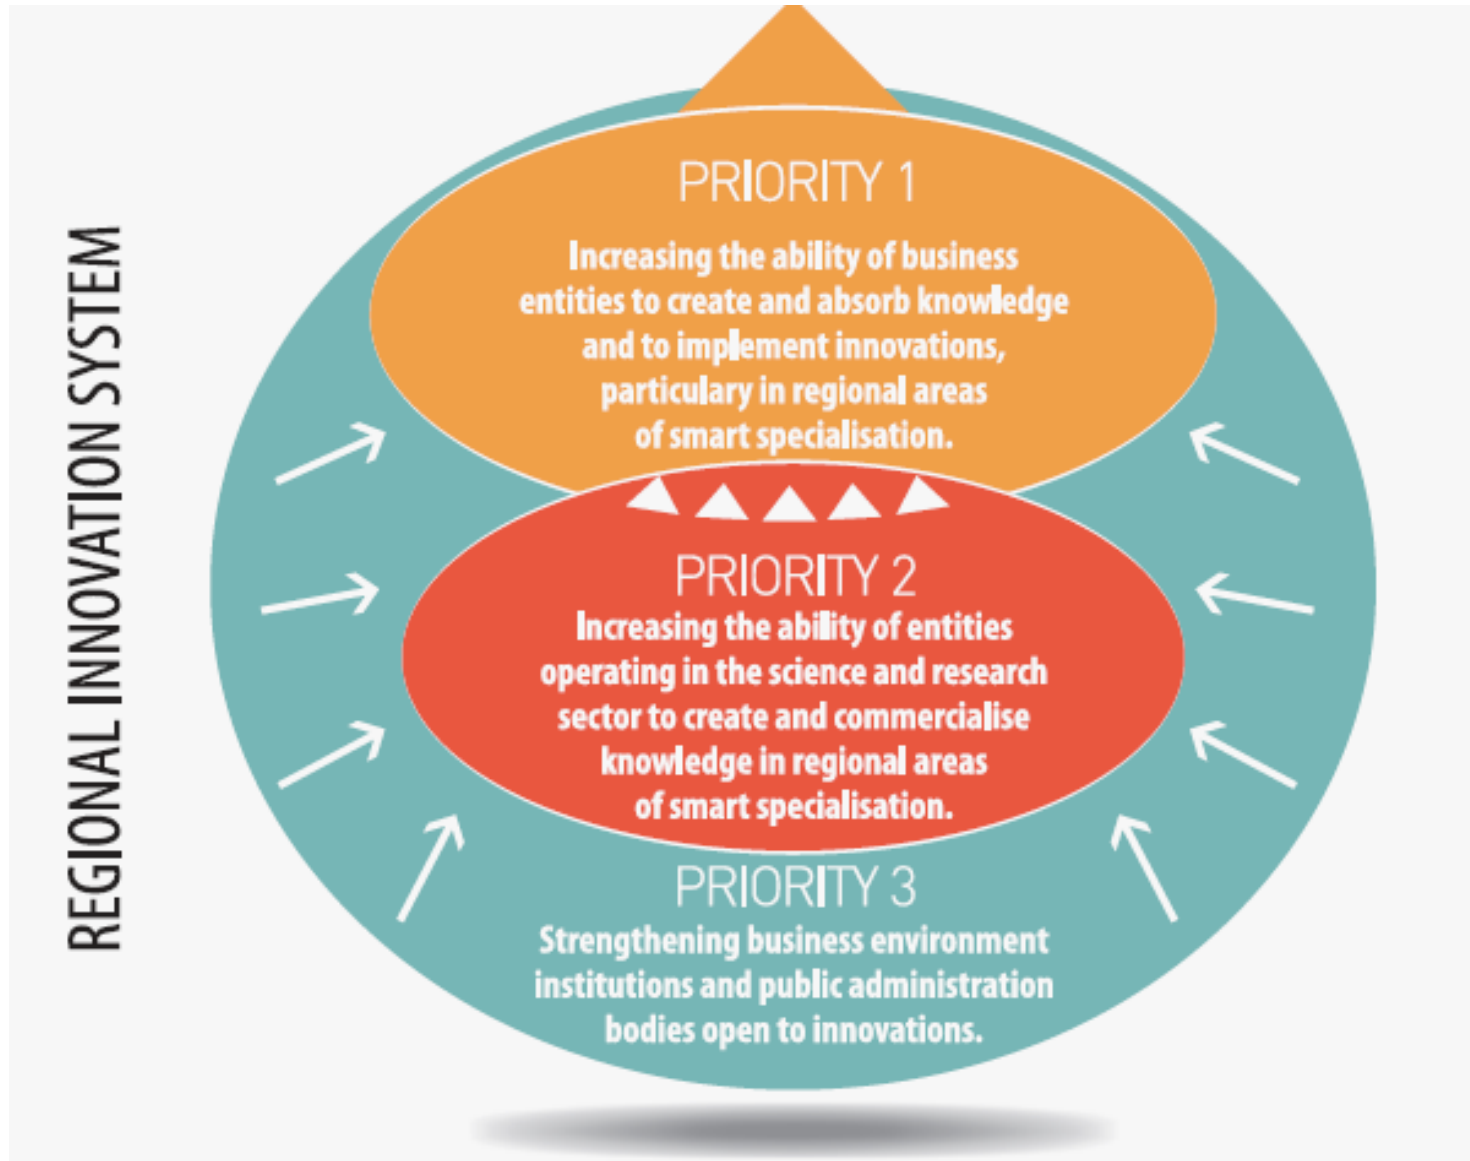 REGIONAL INNOVATION SYSTEM
PRIORITY 1
Increasing the ability of business
entities to create and absorb knowledge
and to implement innovations,
particulary in regional areas
of smart specialisation.
PRIORITY 2
Increasing the ability of entities
operating in the science and research
sector to create and commercialise
knowledge in regional areas
of smart specialisation.
PRIORITY 3
Strengthening business environment
institutions and public administration
bodies open to innovations.